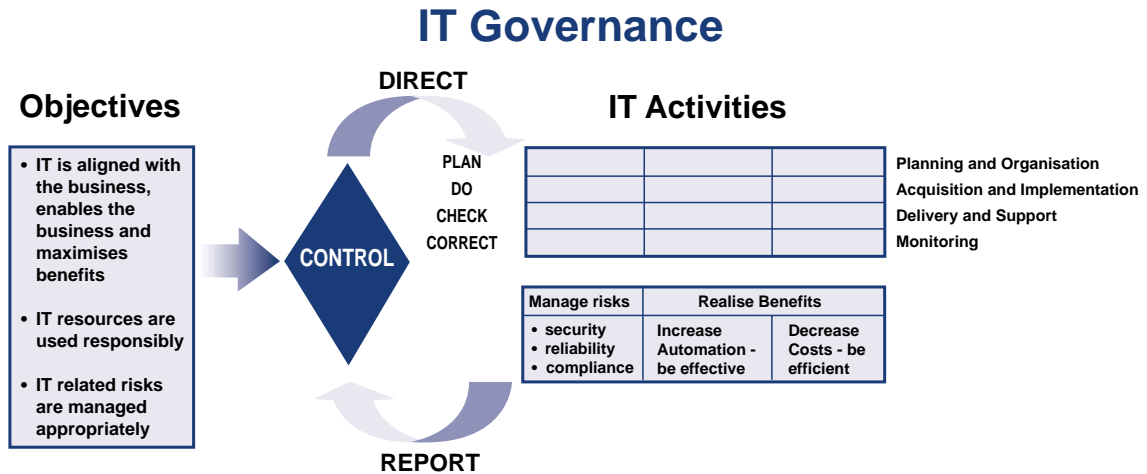 IT Governance
DIRECT
Objectives
IT Activities
• IT is aligned with
the business,
enables the
business and
maximises
benefits
• IT resources are
used responsibly
• IT related risks
are managed
appropriately
CONTROL
PLAN
DO
CHECK
CORRECT
Planning and Organisation
Acquisition and Implementation
Delivery and Support
Monitoring
Manage risks
• security
• reliability
• compliance
Realise Benefits
Increase
Automation -
be effective
Decrease
Costs - be
efficient
REPORT